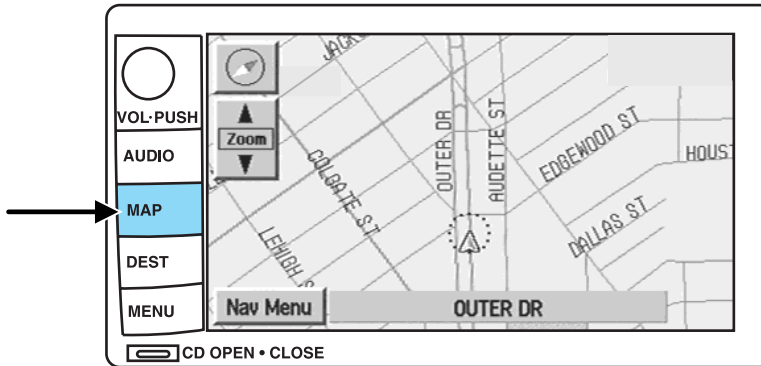 VOL·PUSH
AUDIO
MAP
DEST
MENU
CD OPEN • CLOSE
Zoom
OUTER DR
AUDETTE ST
EDGEWOOD ST
HOUST
COLGATE ST
DALLAS ST
LEHIGH
Nav Menu
OUTER DR